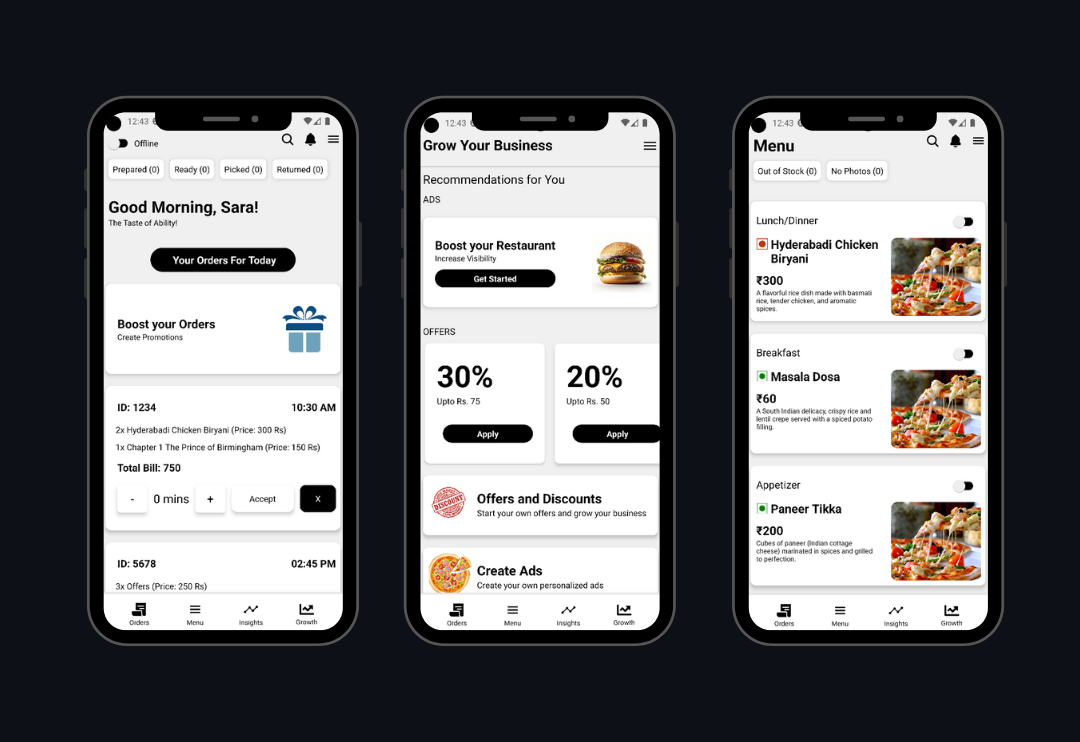 12:43
Offline
Prepared (0)
Ready (0)
Picked (0)
Returned (0)
Good Morning, Sara!
The Taste of Ability!
Your Orders For Today
Boost your Orders
Create Promotions
ID: 1234 10:30 AM
2x Hyderabadi Chicken Biryani (Price: 300 Rs)
1x Chapter 1 The Prince of Birmingham (Price: 150 Rs)
Total Bill: 750
- 0 mins + Accept X
ID: 5678 02:45 PM
3x Offers (Price: 250 Rs)
Orders Menu Insights Growth
12:43
Grow Your Business
Recommendations for You
ADS
Boost your Restaurant
Increase Visibility
Get Started
OFFERS
30% 20%
Upto Rs. 75 Upto Rs. 50
Apply Apply
DISCOUNT
Offers and Discounts
Start your own offers and grow your business
Create Ads
Create your own personalized ads
Orders Menu Insights Growth
12:43
Menu
Out of Stock (0) No Photos (0)
Lunch/Dinner
Hyderabadi Chicken
Biryani
₹300
A flavorful rice dish made with basmati
rice, tender chicken, and aromatic
spices.
Breakfast
Masala Dosa
₹60
A South Indian delicacy, crispy rice and
lentil crepe served with a spiced potato
filling.
Appetizer
Paneer Tikka
₹200
Cubes of paneer (Indian cottage
cheese) marinated in spices and grilled
to perfection.
Orders Menu Insights Growth